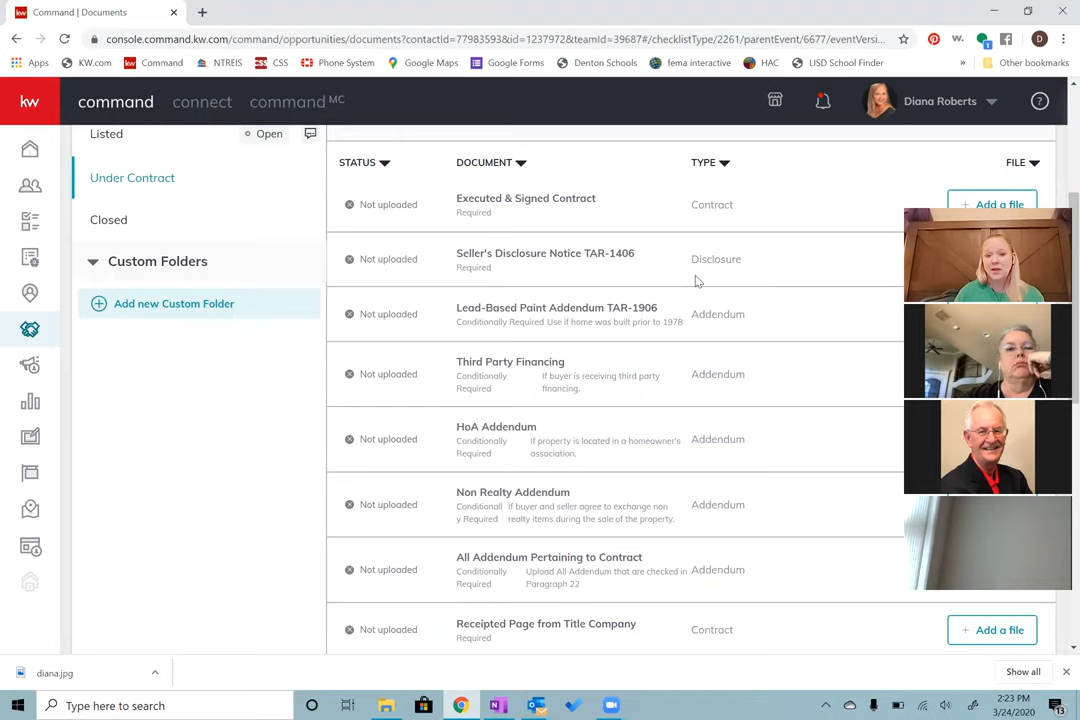 Command | Documents
console.command.kw.com/command/opportunities/documents?contactId=77983593&id=1237972&teamId=39687#/checklistType/2261/parentEvent/6677/eventVersi...
Apps KW.com Command NTREIS CSS Phone System Google Maps Google Forms Denton Schools fema interactive HAC LISD School Finder » Other bookmarks
kw command connect command MC Diana Roberts
Listed Open
Under Contract
Closed
Custom Folders
Add new Custom Folder
STATUS DOCUMENT TYPE FILE
Not uploaded Executed & Signed Contract Contract + Add a file
Required
Not uploaded Seller's Disclosure Notice TAR-1406 Disclosure
Required
Not uploaded Lead-Based Paint Addendum TAR-1906 Addendum
Conditionally Required Use if home was built prior to 1978
Not uploaded Third Party Financing Addendum
Conditionally If buyer is receiving third party
Required financing.
Not uploaded HoA Addendum Addendum
Conditionally If property is located in a homeowner's
Required association.
Not uploaded Non Realty Addendum Addendum
Conditionall If buyer and seller agree to exchange non
y Required realty items during the sale of the property.
Not uploaded All Addendum Pertaining to Contract Addendum
Conditionally Upload All Addendum that are checked in
Required Paragraph 22
Not uploaded Receipted Page from Title Company Contract + Add a file
Required
diana.jpg Show all
Type here to search
2:23 PM
3/24/2020
13